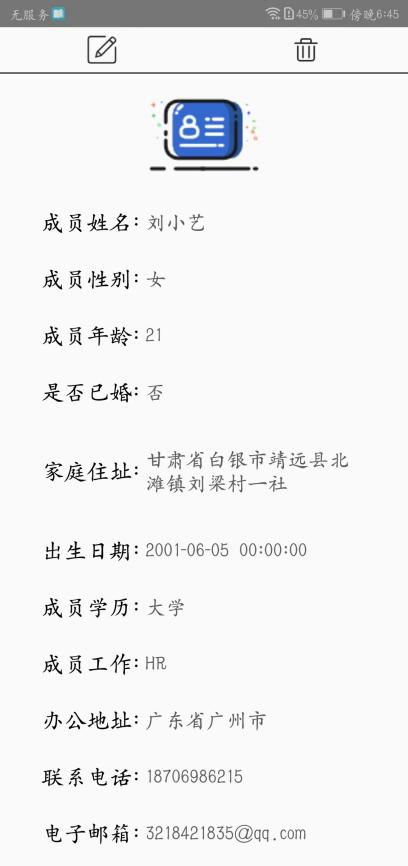 无服务 45% 傍晚6:45
成员姓名: 刘小艺
成员性别: 女
成员年龄: 21
是否已婚: 否
家庭住址: 甘肃省白银市靖远县北
滩镇刘梁村一社
出生日期: 2001-06-05 00:00:00
成员学历: 大学
成员工作: HR
办公地址: 广东省广州市
联系电话: 18706986215
电子邮箱: 3218421835@qq.com